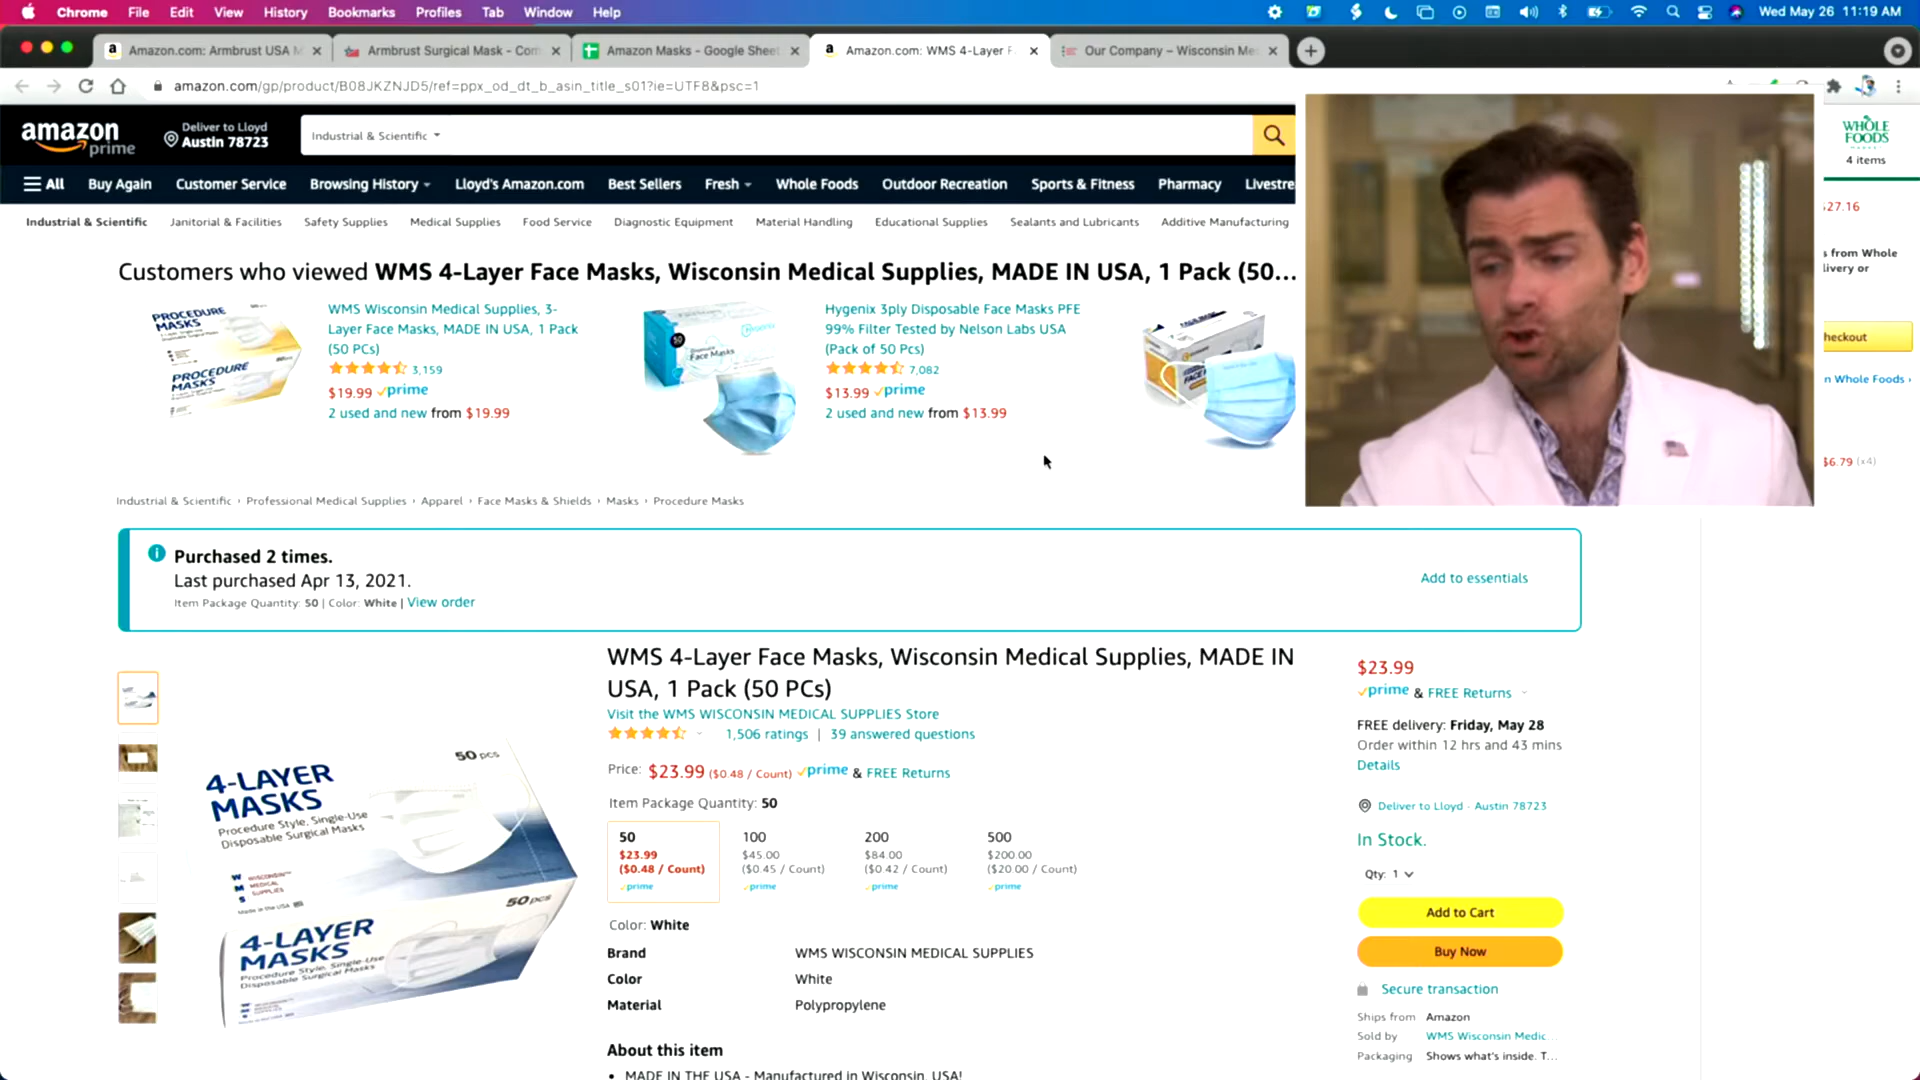 Chrome File Edit View History Bookmarks Profiles Tab Window Help Wed May 26 11:19 AM
Amazon.com: Armbrust USA M
Armbrust Surgical Mask - Com
Amazon Masks - Google Sheet
Amazon.com: WMS 4-Layer F
Our Company – Wisconsin Me
amazon.com/gp/product/B08JKZNJD5/ref=ppx_od_dt_b_asin_title_s01?ie=UTF8&psc=1
amazon prime
Deliver to Lloyd
Austin 78723
Industrial & Scientific
WHOLE FOODS
4 items
All Buy Again Customer Service Browsing History Lloyd's Amazon.com Best Sellers Fresh Whole Foods Outdoor Recreation Sports & Fitness Pharmacy Livestre
$27.16
Industrial & Scientific Janitorial & Facilities Safety Supplies Medical Supplies Food Service Diagnostic Equipment Material Handling Educational Supplies Sealants and Lubricants Additive Manufacturing
s from Whole
livery or
heckout
n Whole Foods ›
$6.79 (x4)
Customers who viewed WMS 4-Layer Face Masks, Wisconsin Medical Supplies, MADE IN USA, 1 Pack (50...
PROCEDURE MASKS
PROCEDURE MASKS
WMS Wisconsin Medical Supplies, 3-
Layer Face Masks, MADE IN USA, 1 Pack
(50 PCs)
3,159
$19.99 prime
2 used and new from $19.99
50
Face Masks
Hygenix 3ply Disposable Face Masks PFE
99% Filter Tested by Nelson Labs USA
(Pack of 50 Pcs)
7,082
$13.99 prime
2 used and new from $13.99
Industrial & Scientific › Professional Medical Supplies › Apparel › Face Masks & Shields › Masks › Procedure Masks
Purchased 2 times.
Last purchased Apr 13, 2021.
Item Package Quantity: 50 | Color: White | View order
Add to essentials
50 pcs
4-LAYER MASKS
Procedure Style, Single-Use
Disposable Surgical Masks
WMS
WISCONSIN
MEDICAL
SUPPLIES
Made in the USA
50 pcs
4-LAYER MASKS
Procedure Style, Single-Use
Disposable Surgical Masks
WMS 4-Layer Face Masks, Wisconsin Medical Supplies, MADE IN
USA, 1 Pack (50 PCs)
Visit the WMS WISCONSIN MEDICAL SUPPLIES Store
1,506 ratings | 39 answered questions
Price: $23.99 ($0.48 / Count) prime & FREE Returns
Item Package Quantity: 50
50
$23.99
($0.48 / Count)
prime
100
$45.00
($0.45 / Count)
prime
200
$84.00
($0.42 / Count)
prime
500
$200.00
($20.00 / Count)
prime
Color: White
Brand WMS WISCONSIN MEDICAL SUPPLIES
Color White
Material Polypropylene
About this item
• MADE IN THE USA - Manufactured in Wisconsin, USA!
$23.99
prime & FREE Returns
FREE delivery: Friday, May 28
Order within 12 hrs and 43 mins
Details
Deliver to Lloyd - Austin 78723
In Stock.
Qty: 1
Add to Cart
Buy Now
Secure transaction
Ships from Amazon
Sold by WMS Wisconsin Medic...
Packaging Shows what's inside. T...